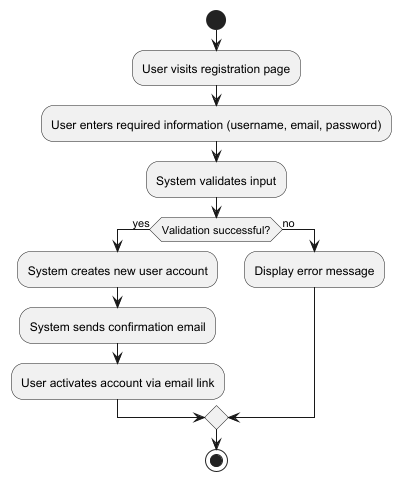 User visits registration page
User enters required information (username, email, password)
System validates input
Validation successful?
yes
no
System creates new user account
Display error message
System sends confirmation email
User activates account via email link